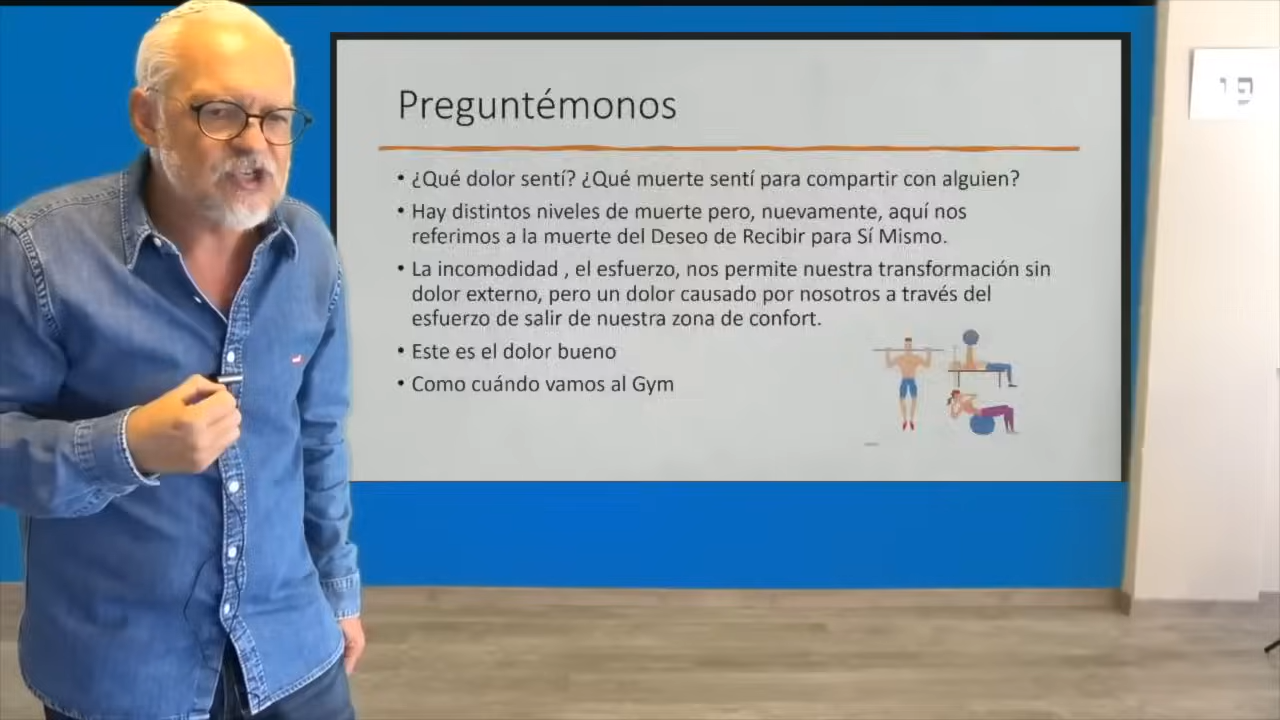 Preguntémonos
• ¿Qué dolor sentí? ¿Qué muerte sentí para compartir con alguien?
• Hay distintos niveles de muerte pero, nuevamente, aquí nos
referimos a la muerte del Deseo de Recibir para Sí Mismo.
• La incomodidad , el esfuerzo, nos permite nuestra transformación sin
dolor externo, pero un dolor causado por nosotros a través del
esfuerzo de salir de nuestra zona de confort.
• Este es el dolor bueno
• Como cuándo vamos al Gym